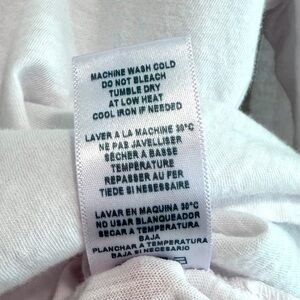 MACHINE WASH COLD
DO NOT BLEACH
TUMBLE DRY
AT LOW HEAT
COOL IRON IF NEEDED
LAVER A LA MACHINE 30°C
NE PAS JAVELLISER
SÉCHER À BASSE
TEMPÉRATURE
REPASSER AU FER
TIEDE SI NESESSAIRE
LAVAR EN MAQUINA 30°C
NO USAR BLANQUEADOR
SECAR A TEMPERATURA
BAJA
PLANCHAR A TEMPERATURA
BAJA SI NECESARIO